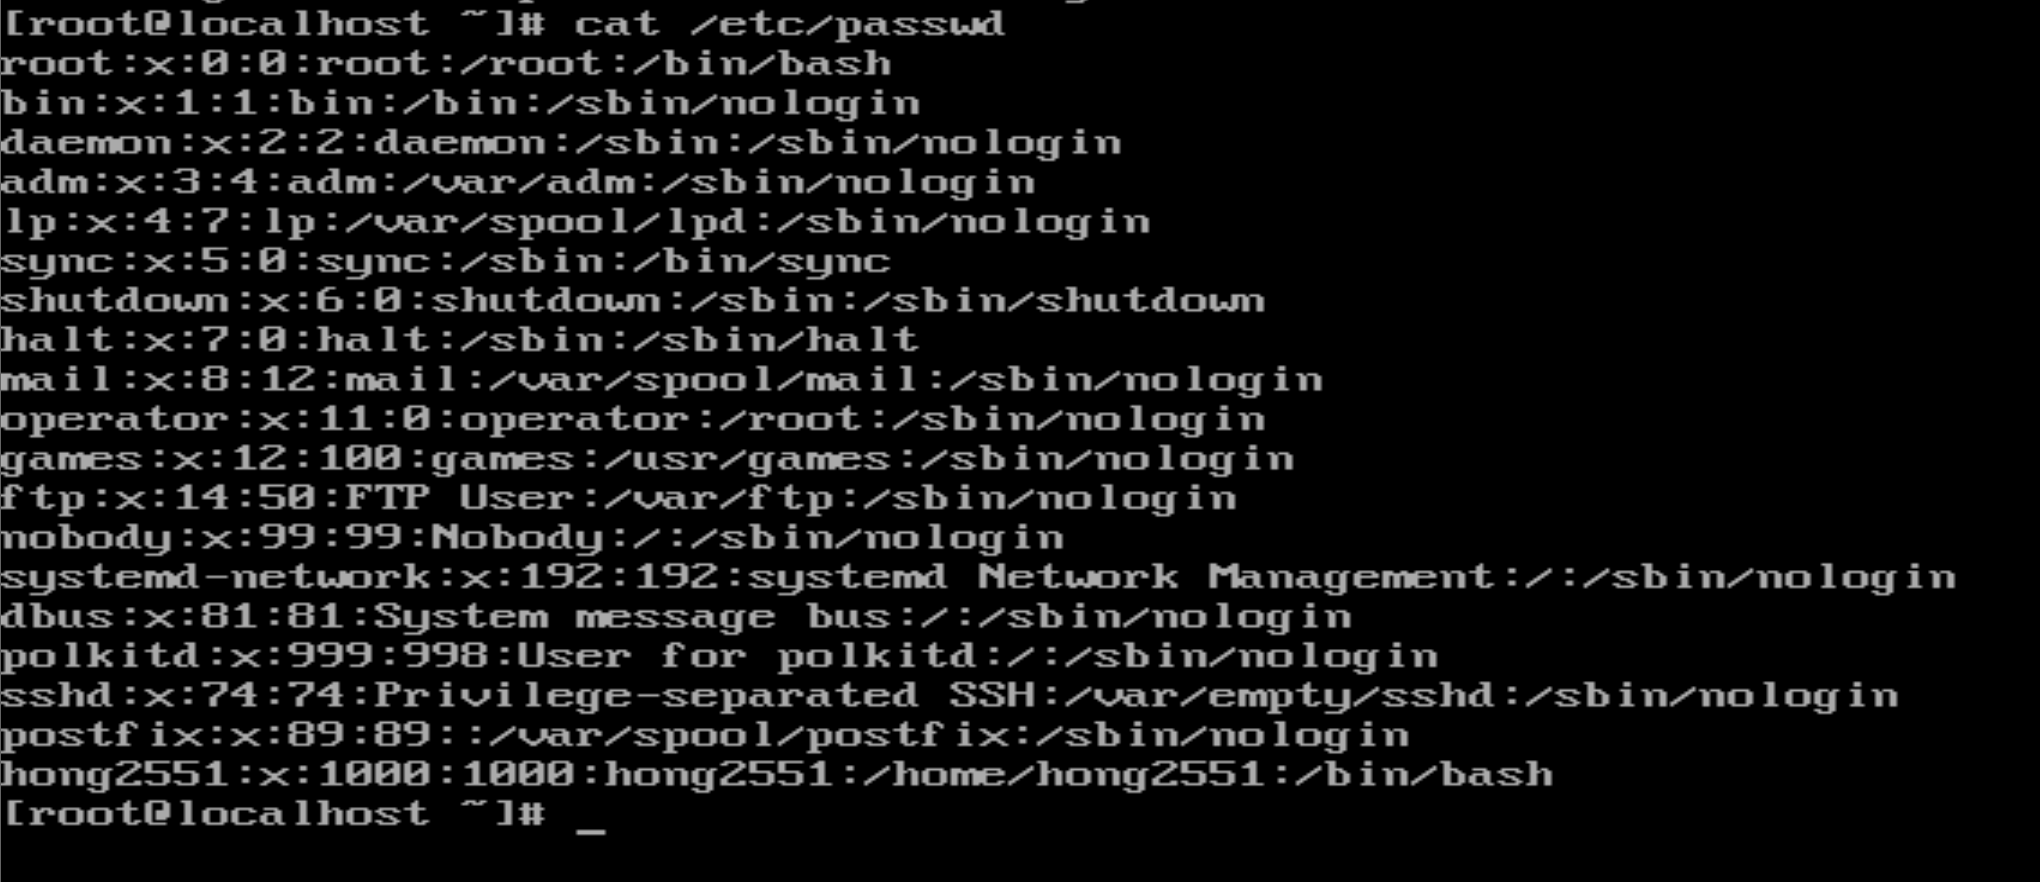 [root@localhost ~]# cat /etc/passwd
root:x:0:0:root:/root:/bin/bash
bin:x:1:1:bin:/bin:/sbin/nologin
daemon:x:2:2:daemon:/sbin:/sbin/nologin
adm:x:3:4:adm:/var/adm:/sbin/nologin
lp:x:4:7:lp:/var/spool/lpd:/sbin/nologin
sync:x:5:0:sync:/sbin:/bin/sync
shutdown:x:6:0:shutdown:/sbin:/sbin/shutdown
halt:x:7:0:halt:/sbin:/sbin/halt
mail:x:8:12:mail:/var/spool/mail:/sbin/nologin
operator:x:11:0:operator:/root:/sbin/nologin
games:x:12:100:games:/usr/games:/sbin/nologin
ftp:x:14:50:FTP User:/var/ftp:/sbin/nologin
nobody:x:99:99:Nobody:/:/sbin/nologin
systemd-network:x:192:192:systemd Network Management:/:/sbin/nologin
dbus:x:81:81:System message bus:/:/sbin/nologin
polkitd:x:999:998:User for polkitd:/:/sbin/nologin
sshd:x:74:74:Privilege-separated SSH:/var/empty/sshd:/sbin/nologin
postfix:x:89:89::/var/spool/postfix:/sbin/nologin
hong2551:x:1000:1000:hong2551:/home/hong2551:/bin/bash
[root@localhost ~]# _